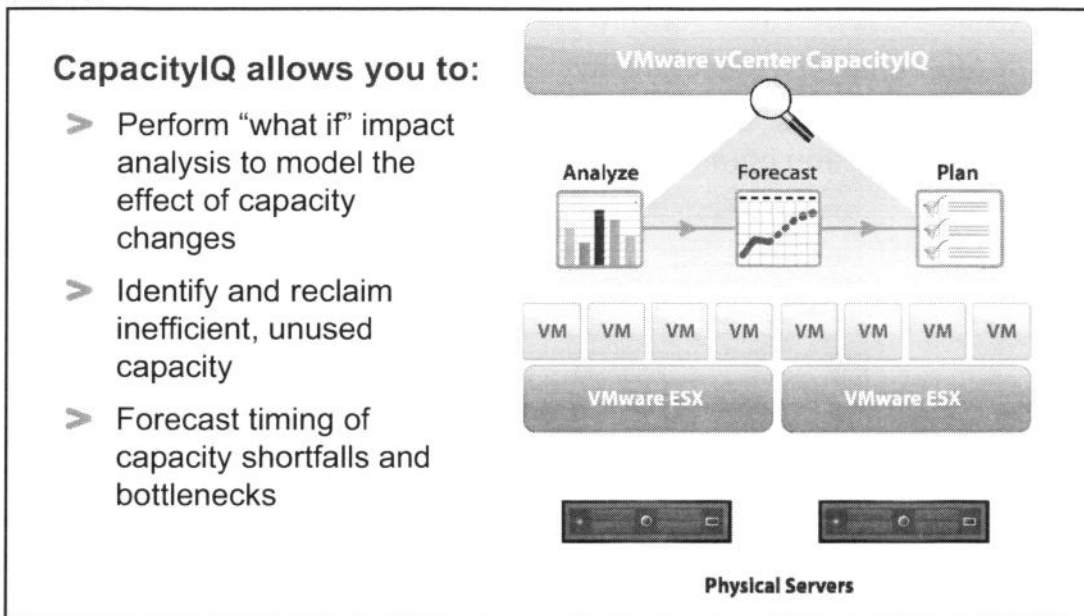 CapacityIQ allows you to:
> Perform “what if” impact
analysis to model the
effect of capacity
changes
> Identify and reclaim
inefficient, unused
capacity
> Forecast timing of
capacity shortfalls and
bottlenecks
VMware vCenter CapacityIQ
Analyze Forecast Plan
VM VM VM VM VM VM VM VM
VMware ESX VMware ESX
Physical Servers